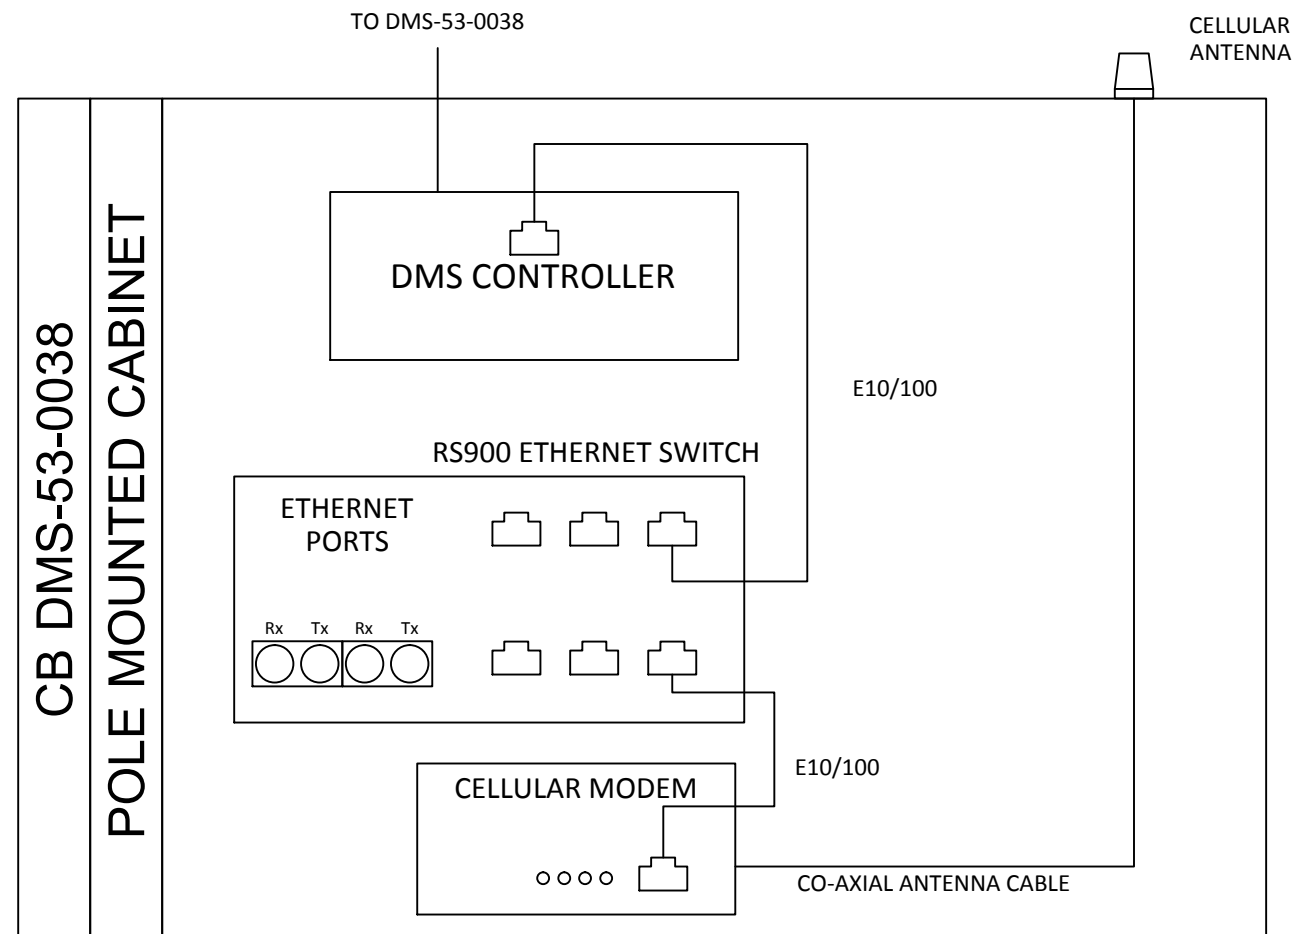 TO DMS-53-0038
CELLULAR
ANTENNA
CB DMS-53-0038
POLE MOUNTED CABINET
DMS CONTROLLER
E10/100
RS900 ETHERNET SWITCH
ETHERNET
PORTS
Rx Tx Rx Tx
E10/100
CELLULAR MODEM
CO-AXIAL ANTENNA CABLE